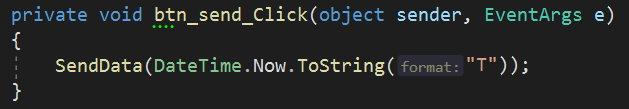 private void btn_send_Click(object sender, EventArgs e)
{
SendData(DateTime.Now.ToString(format: "T"));
}